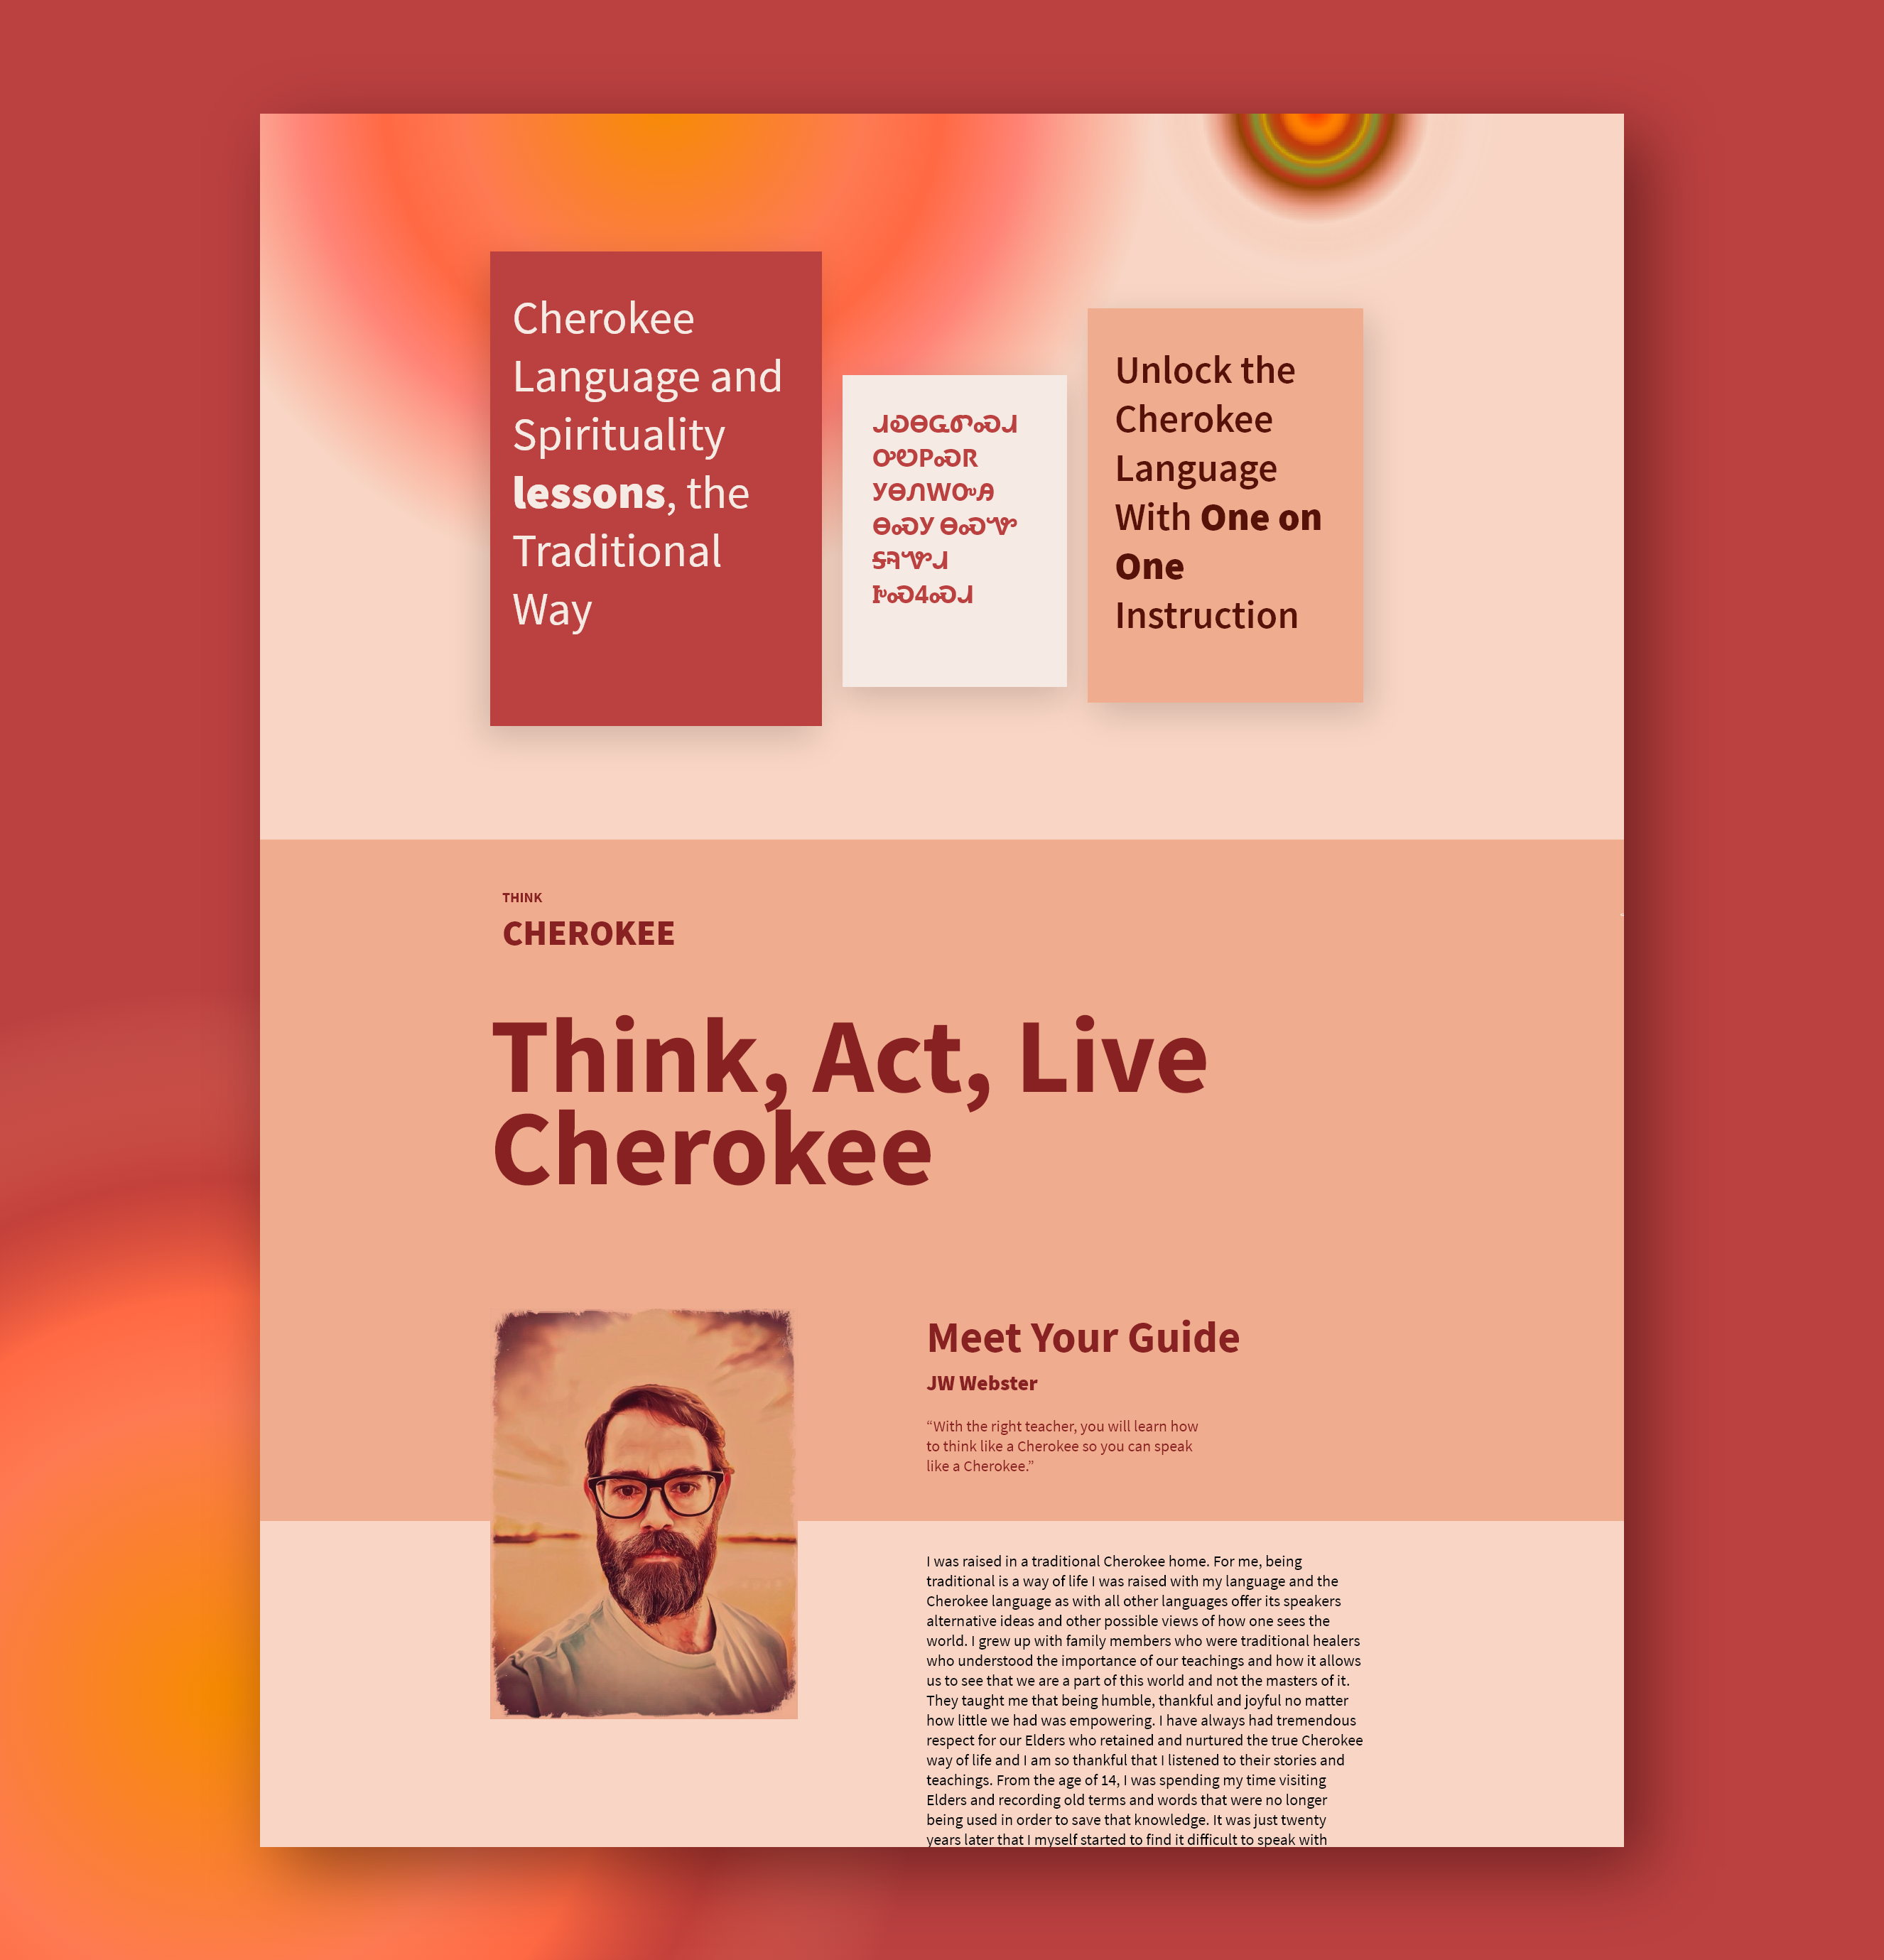 Cherokee
Language and
Spirituality
lessons, the
Traditional
Way
ᏗᎧᎾᏩᏛᏍᏗ
ᎤᏬᎵᏍᎡ
ᎩᎾᏁᎳᏅᎯ
ᎾᏍᎩ ᎾᏍᏉ
ᎦᎸᏉᏗ
ᎨᏍᏎᏍᏗ
Unlock the
Cherokee
Language
With One on
One
Instruction
THINK
CHEROKEE
Think, Act, Live
Cherokee
Meet Your Guide
JW Webster
“With the right teacher, you will learn how
to think like a Cherokee so you can speak
like a Cherokee.”
I was raised in a traditional Cherokee home. For me, being
traditional is a way of life I was raised with my language and the
Cherokee language as with all other languages offer its speakers
alternative ideas and other possible views of how one sees the
world. I grew up with family members who were traditional healers
who understood the importance of our teachings and how it allows
us to see that we are a part of this world and not the masters of it.
They taught me that being humble, thankful and joyful no matter
how little we had was empowering. I have always had tremendous
respect for our Elders who retained and nurtured the true Cherokee
way of life and I am so thankful that I listened to their stories and
teachings. From the age of 14, I was spending my time visiting
Elders and recording old terms and words that were no longer
being used in order to save that knowledge. It was just twenty
years later that I myself started to find it difficult to speak with